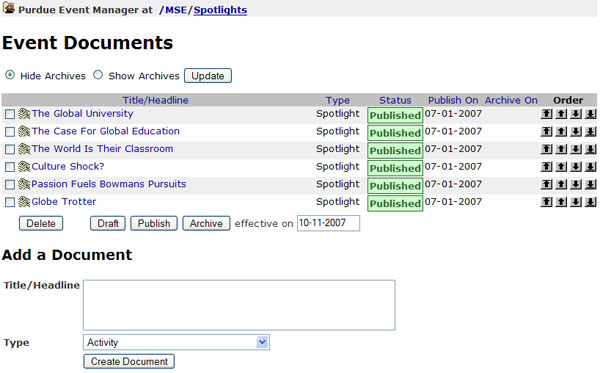 Purdue Event Manager at /MSE/Spotlights
Event Documents
Hide Archives Show Archives Update
Title/Headline Type Status Publish On Archive On Order
The Global University Spotlight Published 07-01-2007
The Case For Global Education Spotlight Published 07-01-2007
The World Is Their Classroom Spotlight Published 07-01-2007
Culture Shock? Spotlight Published 07-01-2007
Passion Fuels Bowmans Pursuits Spotlight Published 07-01-2007
Globe Trotter Spotlight Published 07-01-2007
Delete Draft Publish Archive effective on 10-11-2007
Add a Document
Title/Headline
Type Activity
Create Document